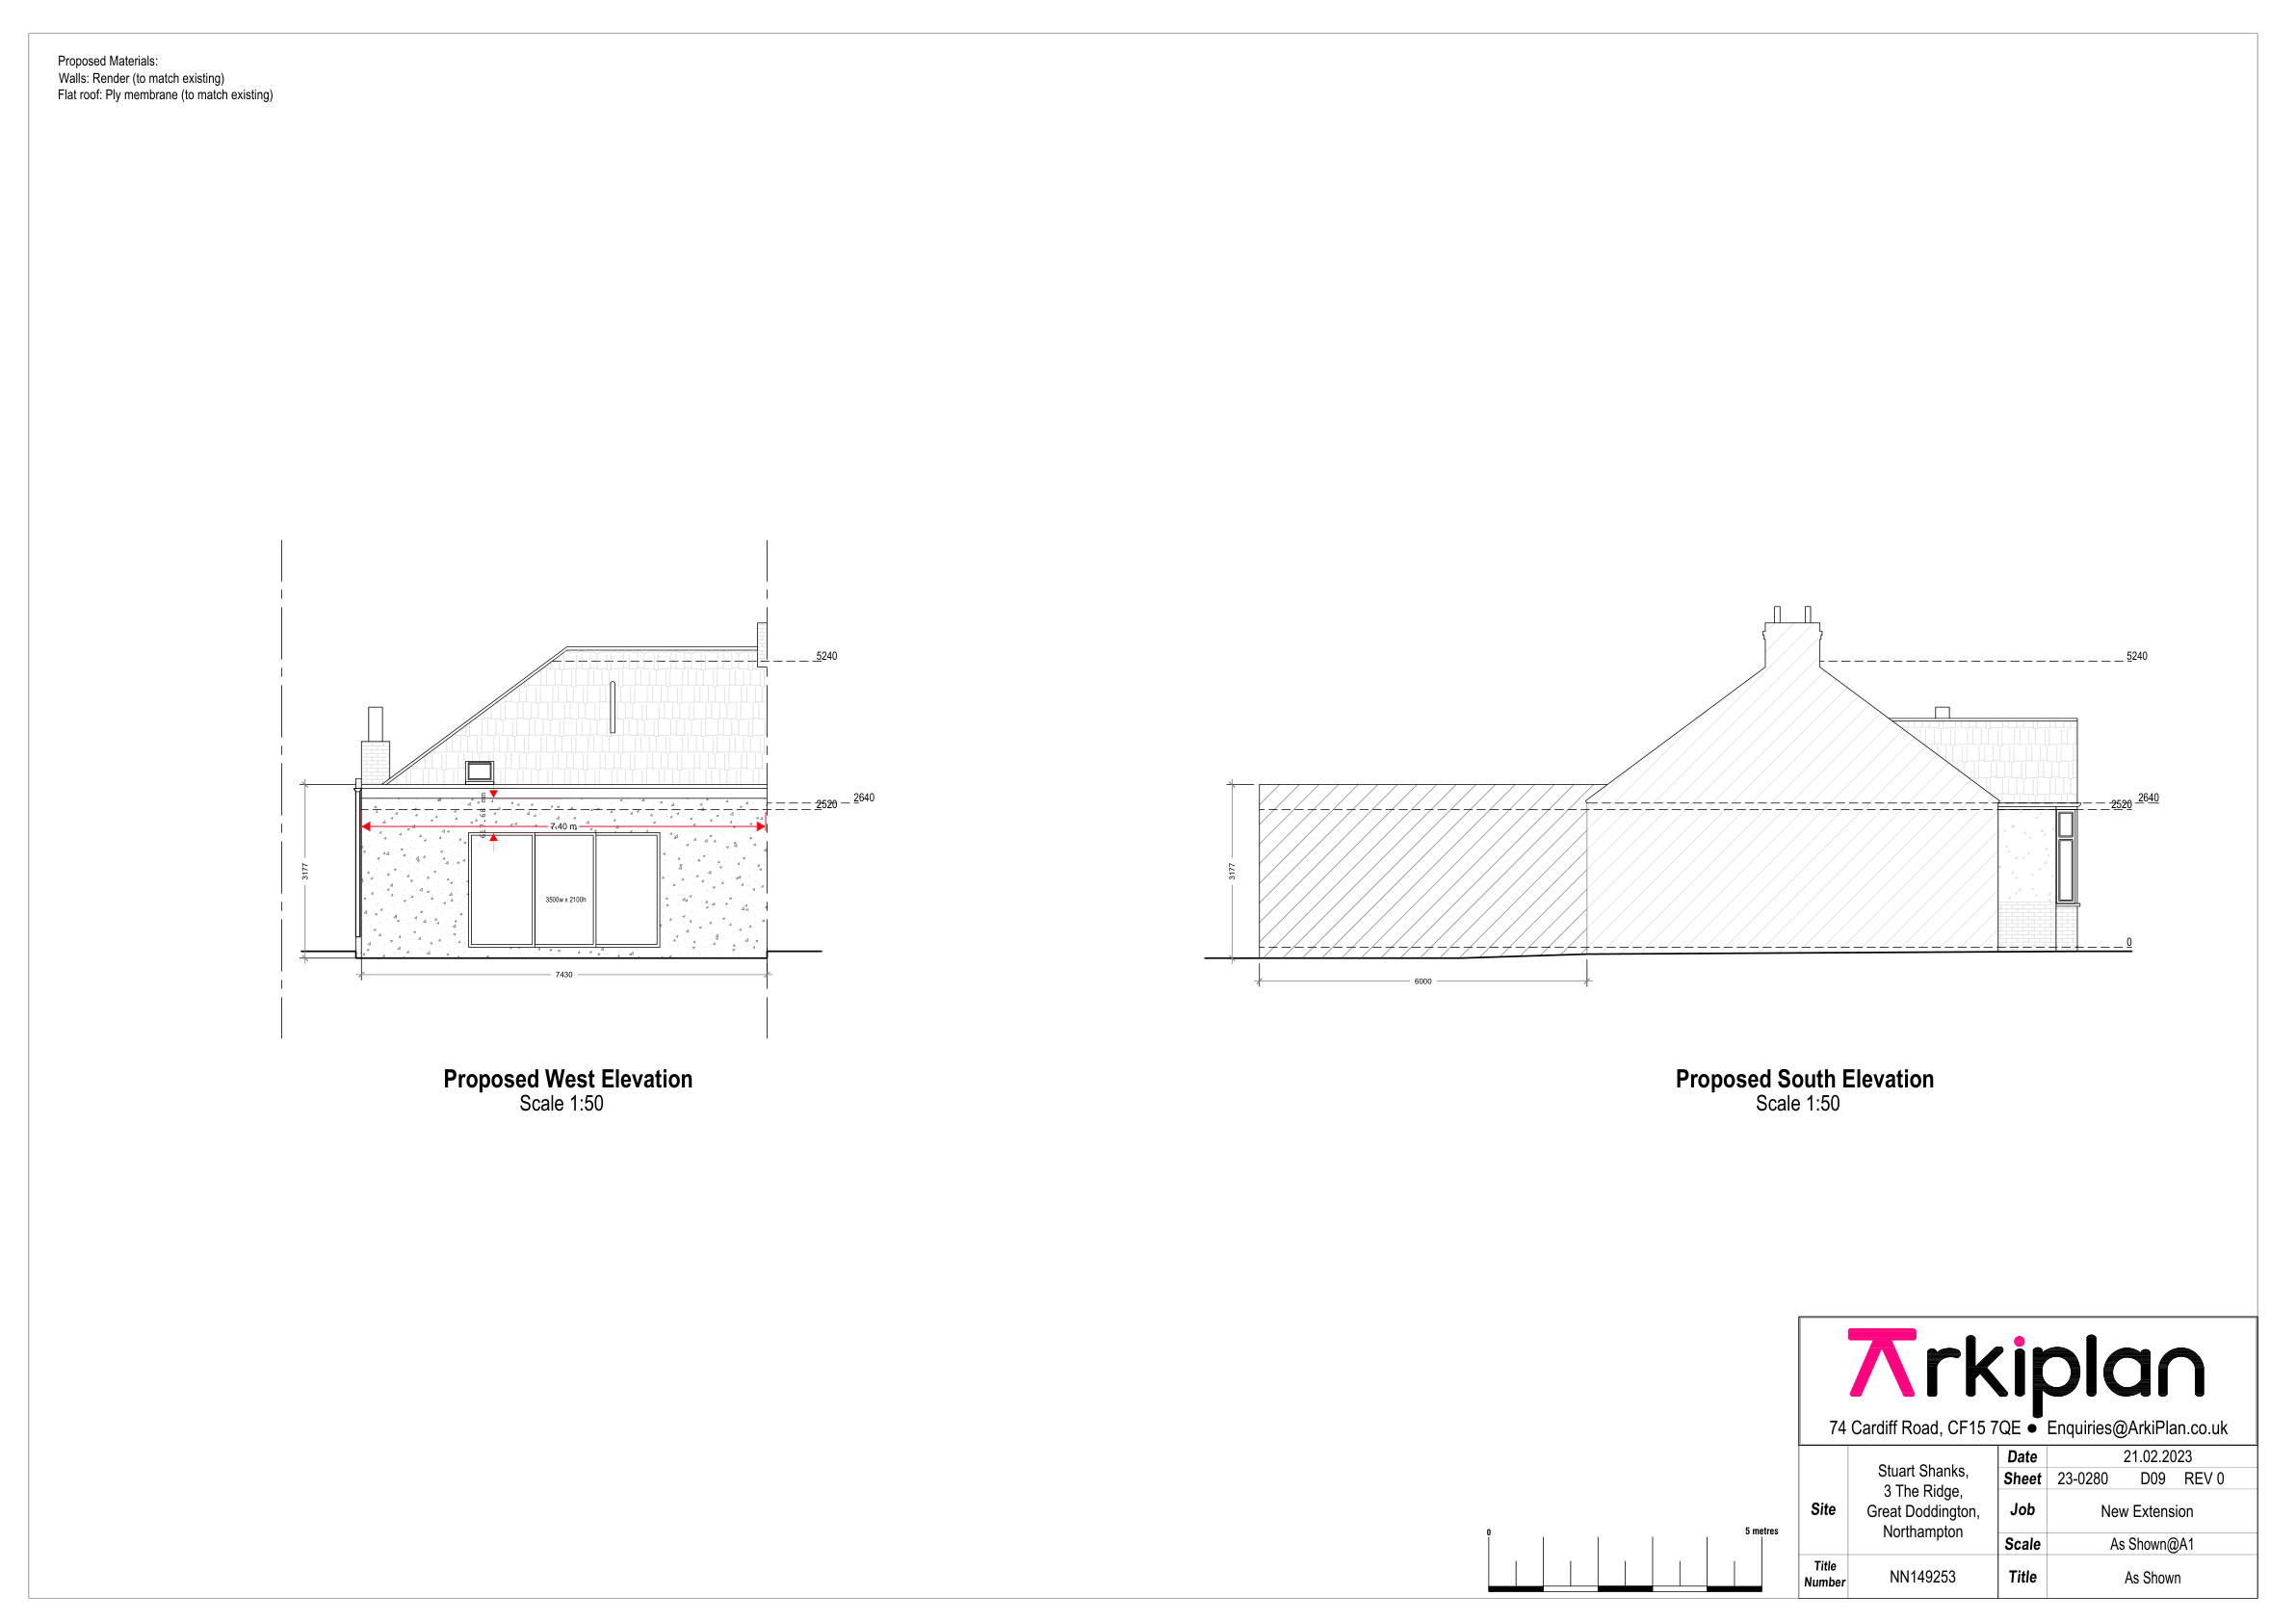 Proposed Materials:
Walls: Render (to match existing)
Flat roof: Ply membrane (to match existing)
5240
2640
2520
617.68 mm
7.40 m
3177
3500w x 2100h
7430
Proposed West Elevation
Scale 1:50
5240
2640
2520
3177
0
6000
Proposed South Elevation
Scale 1:50
Arkiplan
74 Cardiff Road, CF15 7QE ● Enquiries@ArkiPlan.co.uk
Site
Stuart Shanks,
3 The Ridge,
Great Doddington,
Northampton
Title
Number
NN149253
Date 21.02.2023
Sheet 23-0280 D09 REV 0
Job New Extension
Scale As Shown@A1
Title As Shown
0 5 metres